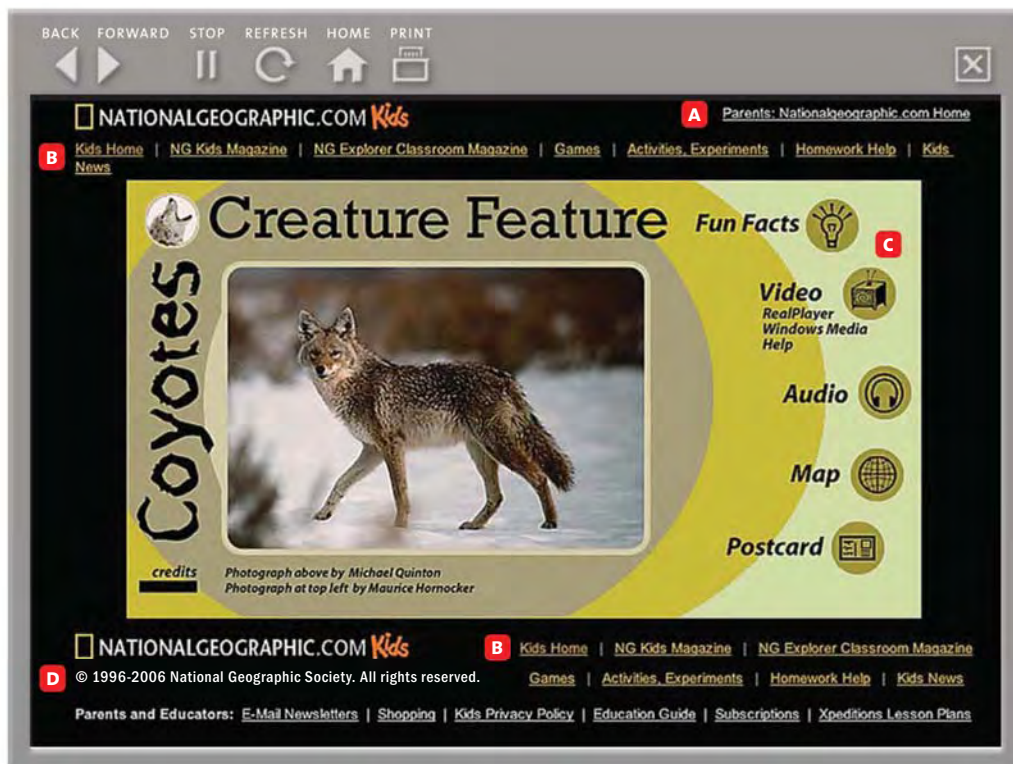 BACK FORWARD STOP REFRESH HOME PRINT
NATIONALGEOGRAPHIC.COM Kids
A Parents: Nationalgeographic.com Home
B Kids Home | NG Kids Magazine | NG Explorer Classroom Magazine | Games | Activities, Experiments | Homework Help | Kids
News
Creature Feature
Coyotes
Fun Facts
C
Video
RealPlayer
Windows Media
Help
Audio
Map
Postcard
credits
Photograph above by Michael Quinton
Photograph at top left by Maurice Hornocker
NATIONALGEOGRAPHIC.COM Kids
B Kids Home | NG Kids Magazine | NG Explorer Classroom Magazine
Games | Activities, Experiments | Homework Help | Kids News
D © 1996-2006 National Geographic Society. All rights reserved.
Parents and Educators: E-Mail Newsletters | Shopping | Kids Privacy Policy | Education Guide | Subscriptions | Xpeditions Lesson Plans